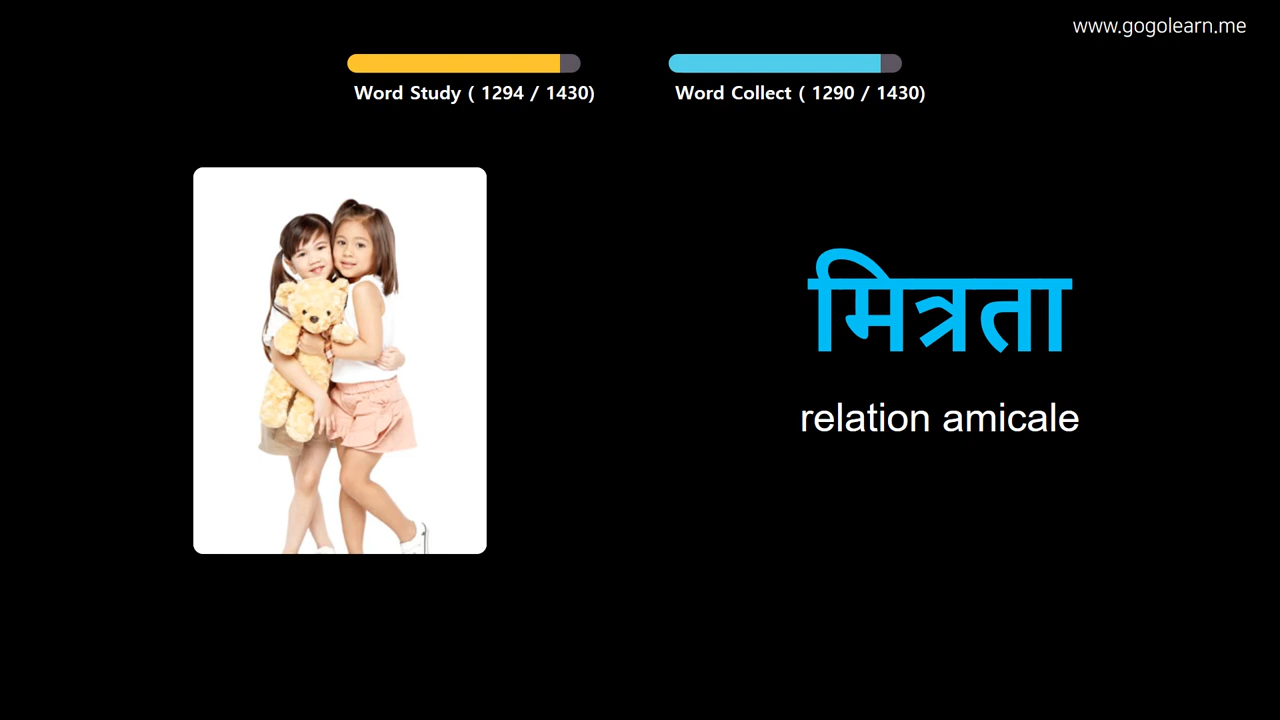 www.gogolearn.me
Word Study ( 1294 / 1430)
Word Collect ( 1290 / 1430)
मित्रता
relation amicale